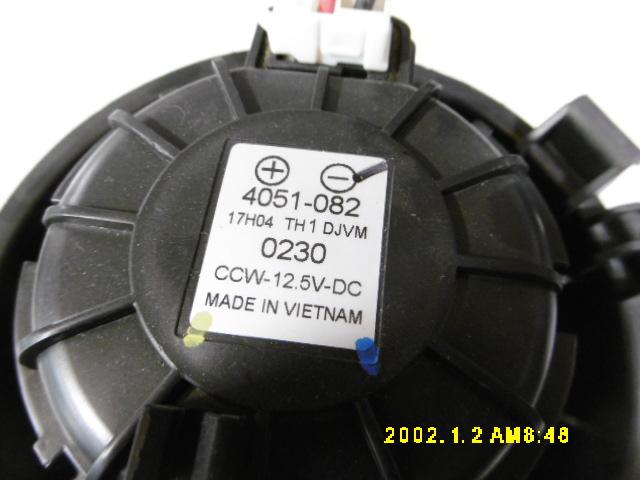 4051-082
17H04 TH1 DJVM
0230
CCW-12.5V-DC
MADE IN VIETNAM
2002.1.2 AM8:48